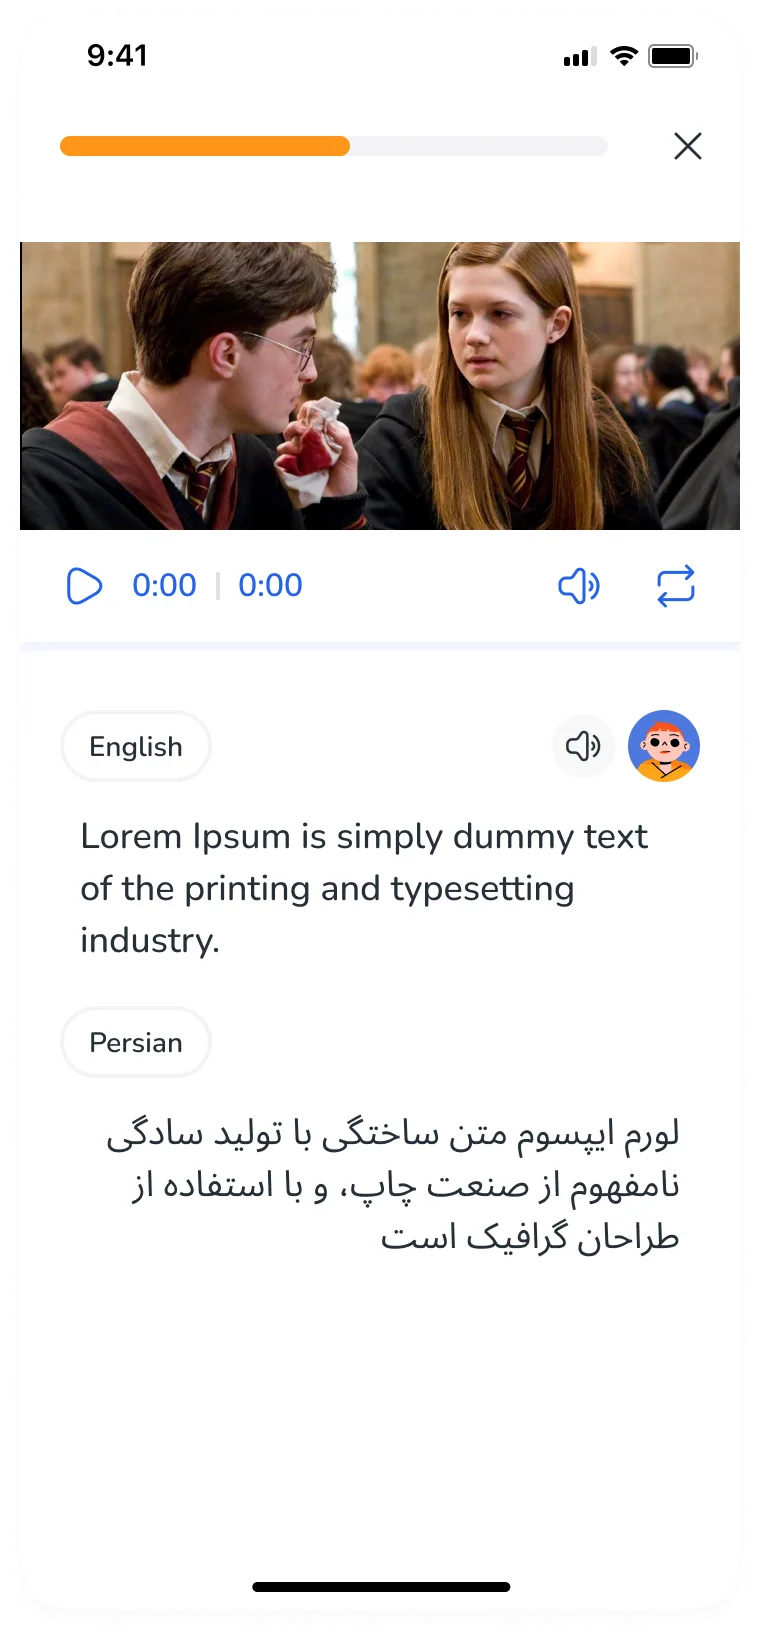 9:41
0:00 | 0:00
English
Lorem Ipsum is simply dummy text
of the printing and typesetting
industry.
Persian
لورم ایپسوم متن ساختگی با تولید سادگی
نامفهوم از صنعت چاپ، و با استفاده از
طراحان گرافیک است